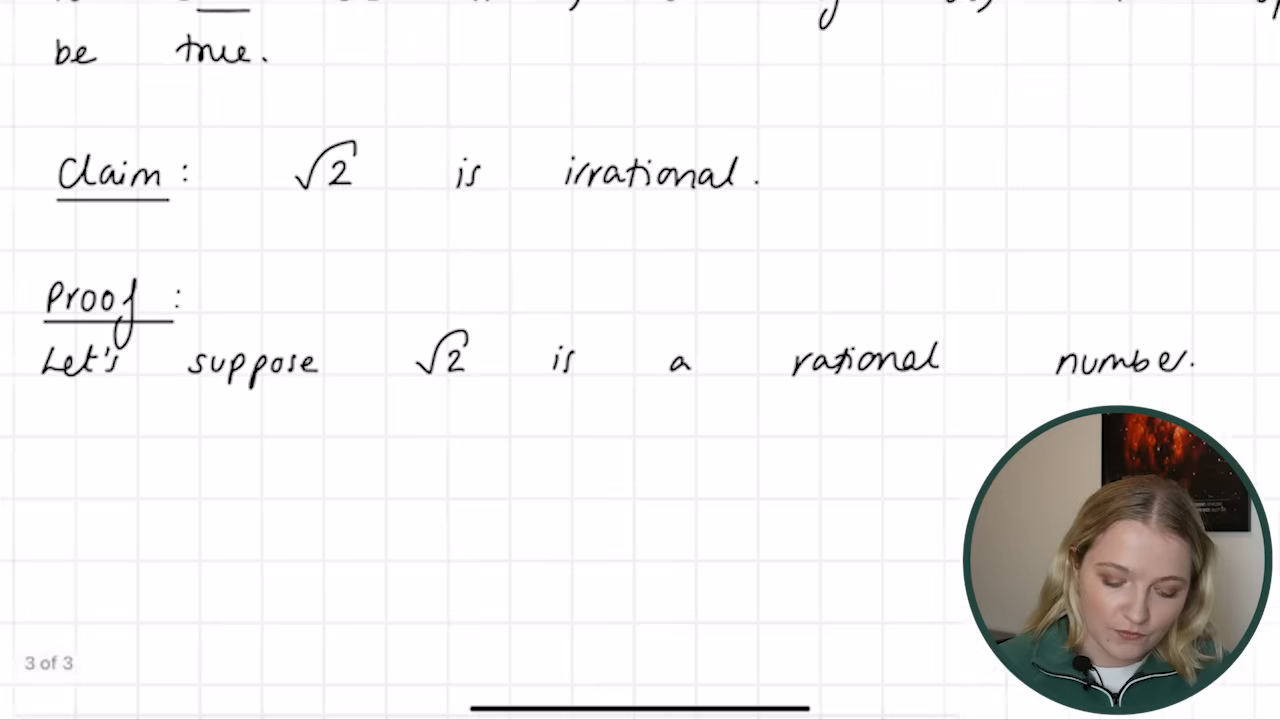 be true.
Claim: √2 is irrational.
Proof:
Let's suppose √2 is a rational number.
3 of 3